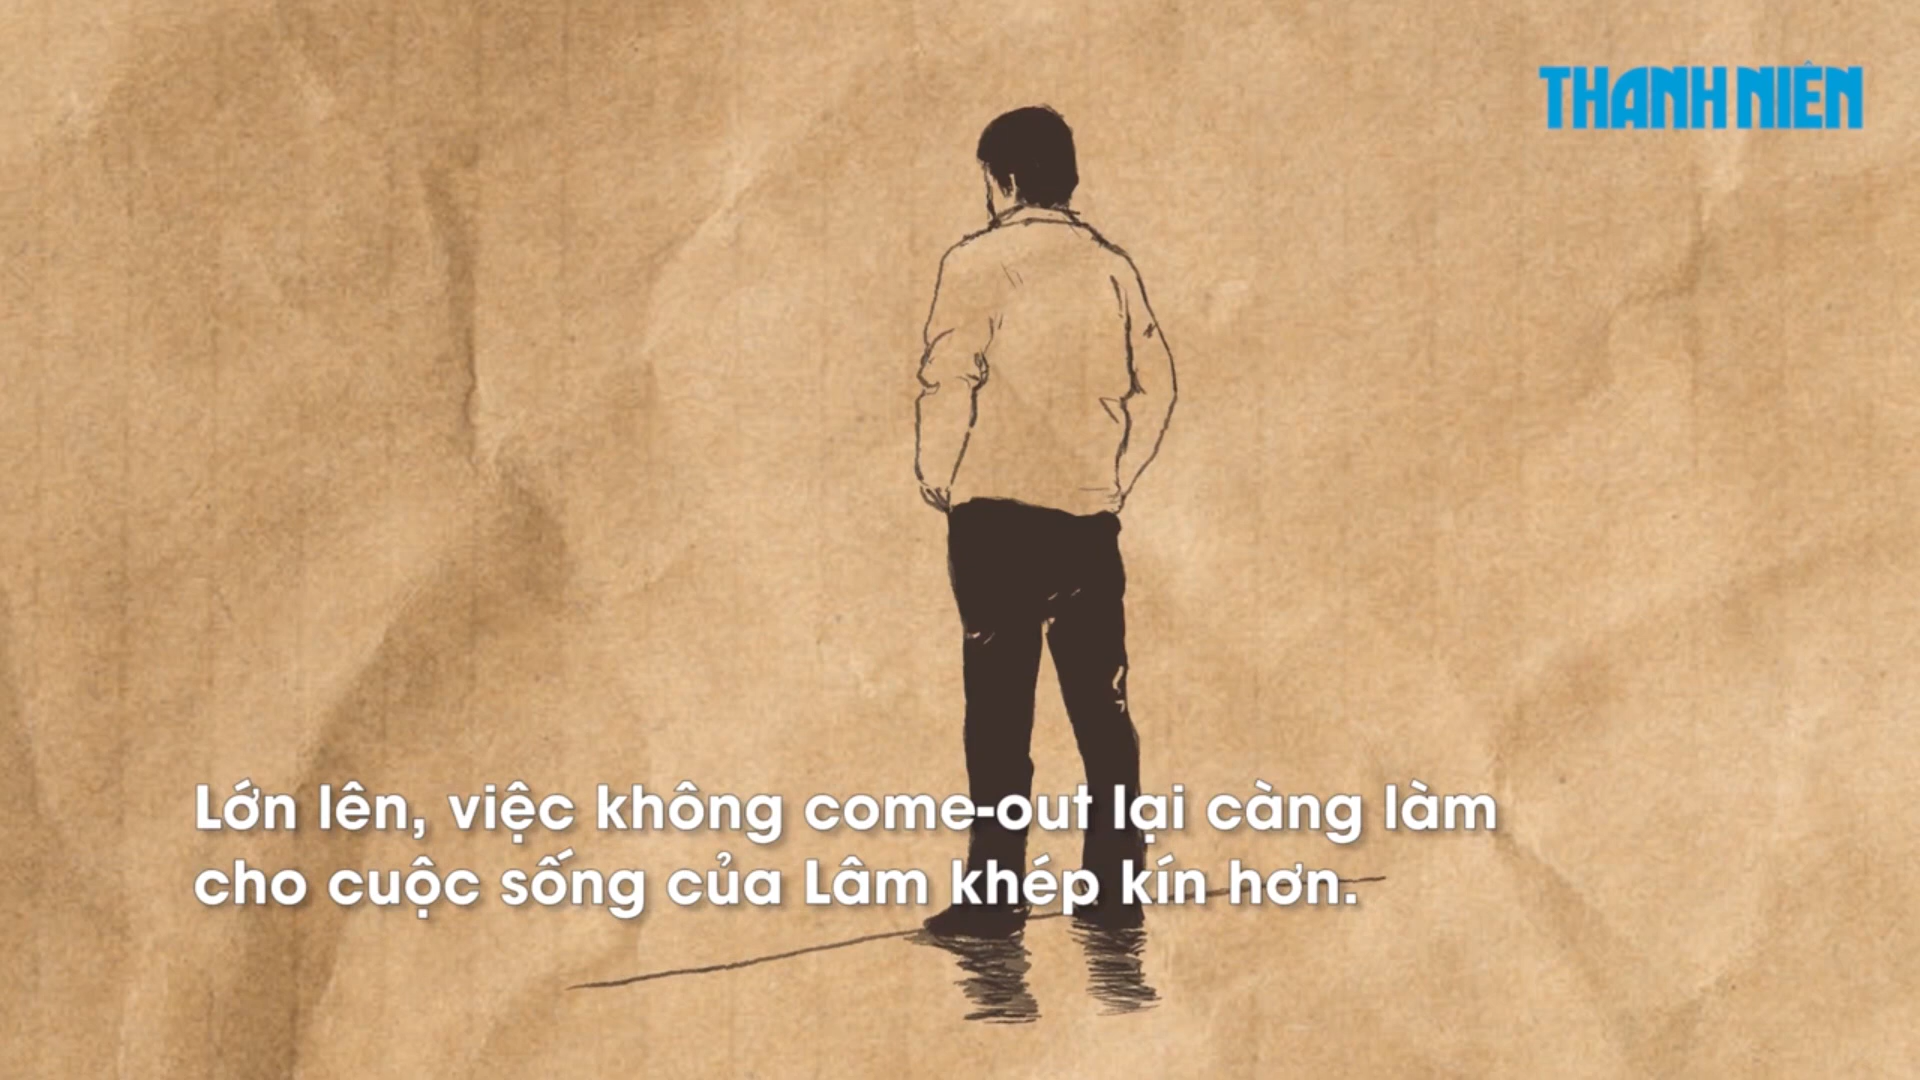 THANH NIÊN
Lớn lên, việc không come-out lại càng làm
cho cuộc sống của Lâm khép kín hơn.